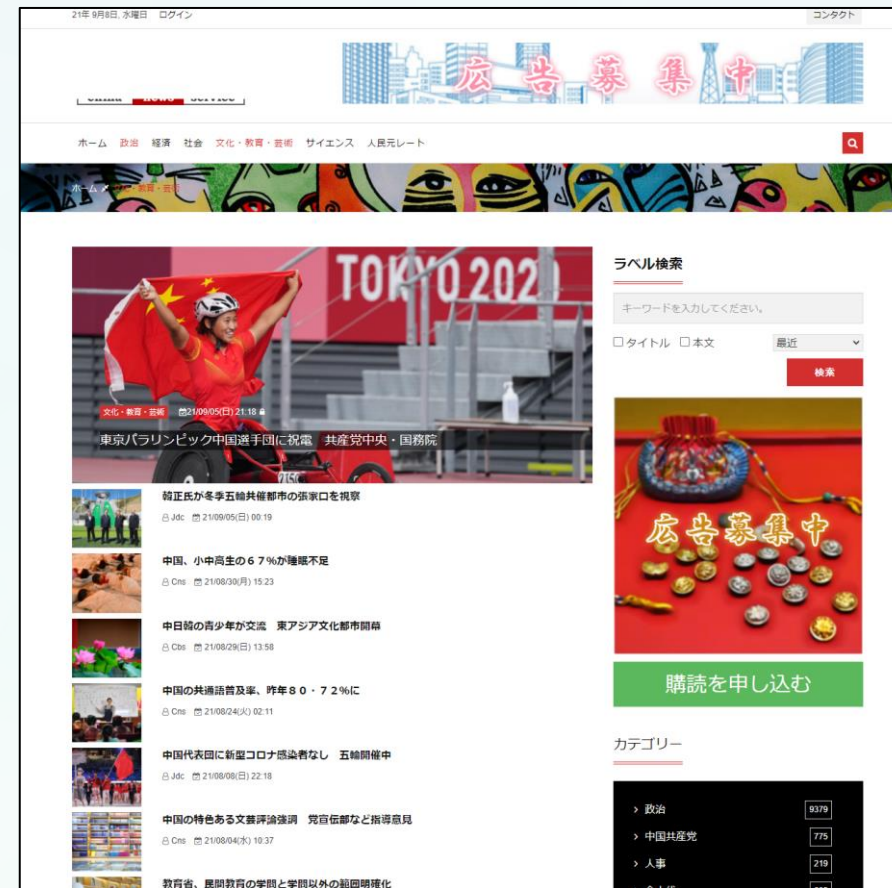 21年 9月8日, 水曜日 ログイン
コンタクト
広告募集中
china news service
ホーム 政治 経済 社会 文化・教育・芸術 サイエンス 人民元レート
ホーム 文化・教育・芸術
TOKYO 2020
文化・教育・芸術 21/09/05(日) 21:18
東京パラリンピック中国選手団に祝電 共産党中央・国務院
韓正氏が冬季五輪共催都市の張家口を視察
Jdc 21/09/05(日) 00:19
中国、小中高生の67%が睡眠不足
Cns 21/08/30(月) 15:23
中日韓の青少年が交流 東アジア文化都市開幕
Cbs 21/08/29(日) 13:58
中国の共通語普及率、昨年80・72%に
Cns 21/08/24(火) 02:11
中国代表団に新型コロナ感染者なし 五輪開催中
Jdc 21/08/08(日) 22:18
中国の特色ある文芸評論強調 党宣伝部など指導意見
Cns 21/08/04(水) 10:37
教育省、民間教育の学問と学問以外の範囲明確化
ラベル検索
キーワードを入力してください。
タイトル 本文 最近
検索
広告募集中
購読を申し込む
カテゴリー
政治 9379
中国共産党 775
人事 219